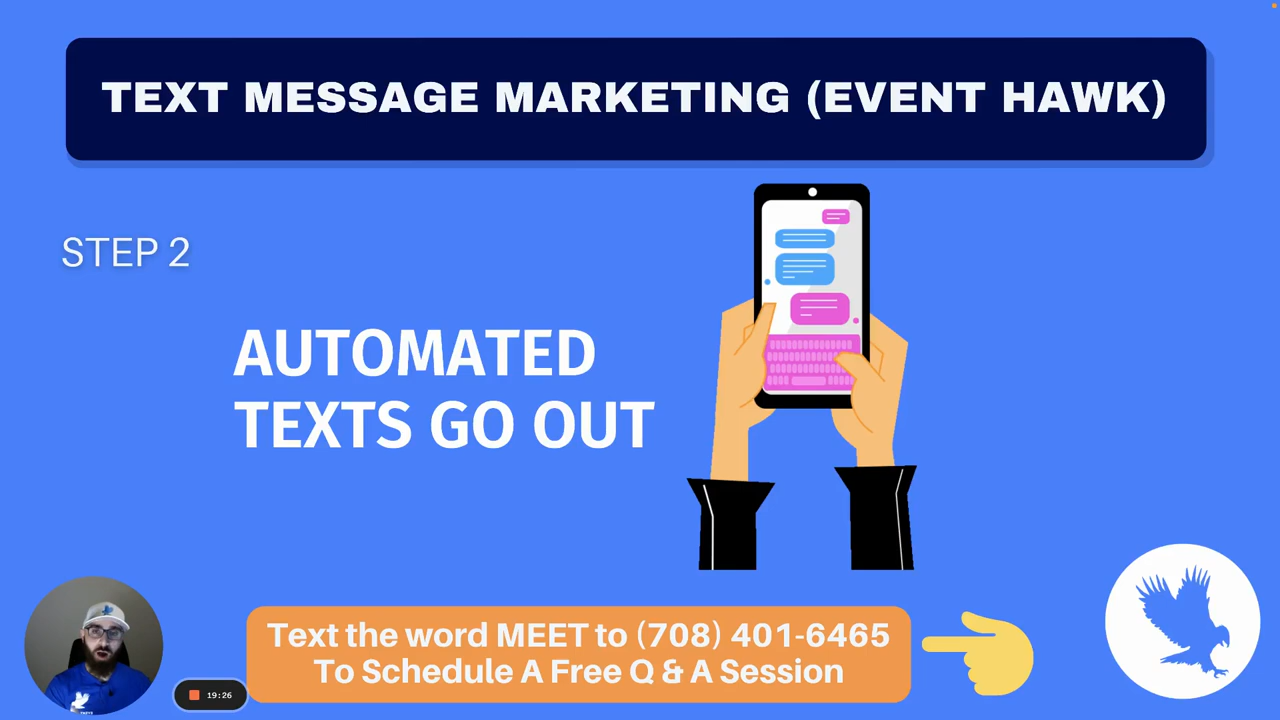 TEXT MESSAGE MARKETING (EVENT HAWK)
STEP 2
AUTOMATED
TEXTS GO OUT
Text the word MEET to (708) 401-6465
To Schedule A Free Q & A Session
19:26